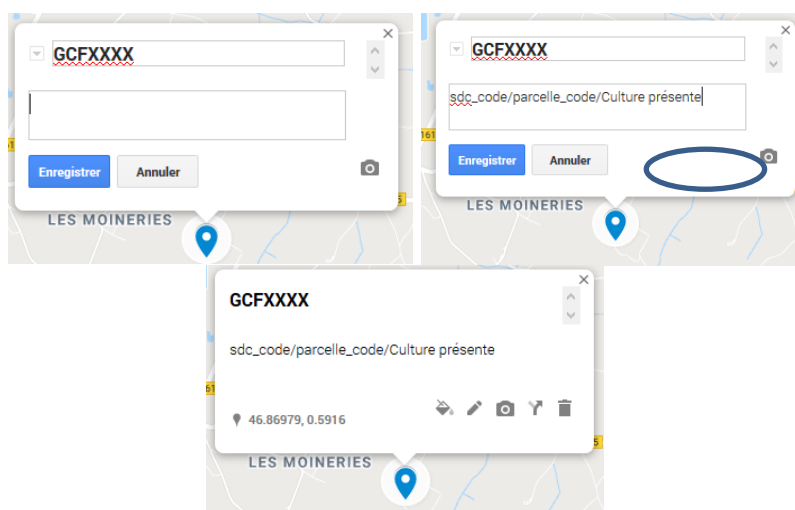 GCFXXXX
Enregistrer Annuler
LES MOINERIES
GCFXXXX
sdc_code/parcelle_code/Culture présente
161
Enregistrer Annuler
LES MOINERIES
GCFXXXX
sdc_code/parcelle_code/Culture présente
46.86979, 0.5916
LES MOINERIES